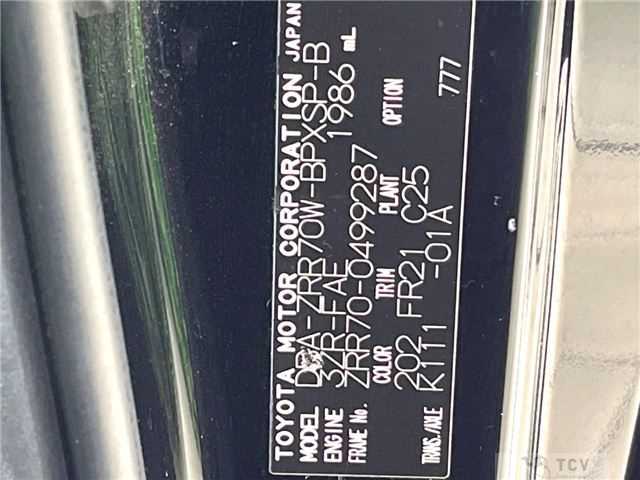 TOYOTA MOTOR CORPORATION JAPAN
MODEL DBA-ZRR70W-BPXSP-B
ENGINE 3ZR-FAE 1986 mL
FRAME No. ZRR70-0499287
COLOR TRIM PLANT OPTION
202 FR21 C25 777
TRANS./AXLE K111 -01A
TCV